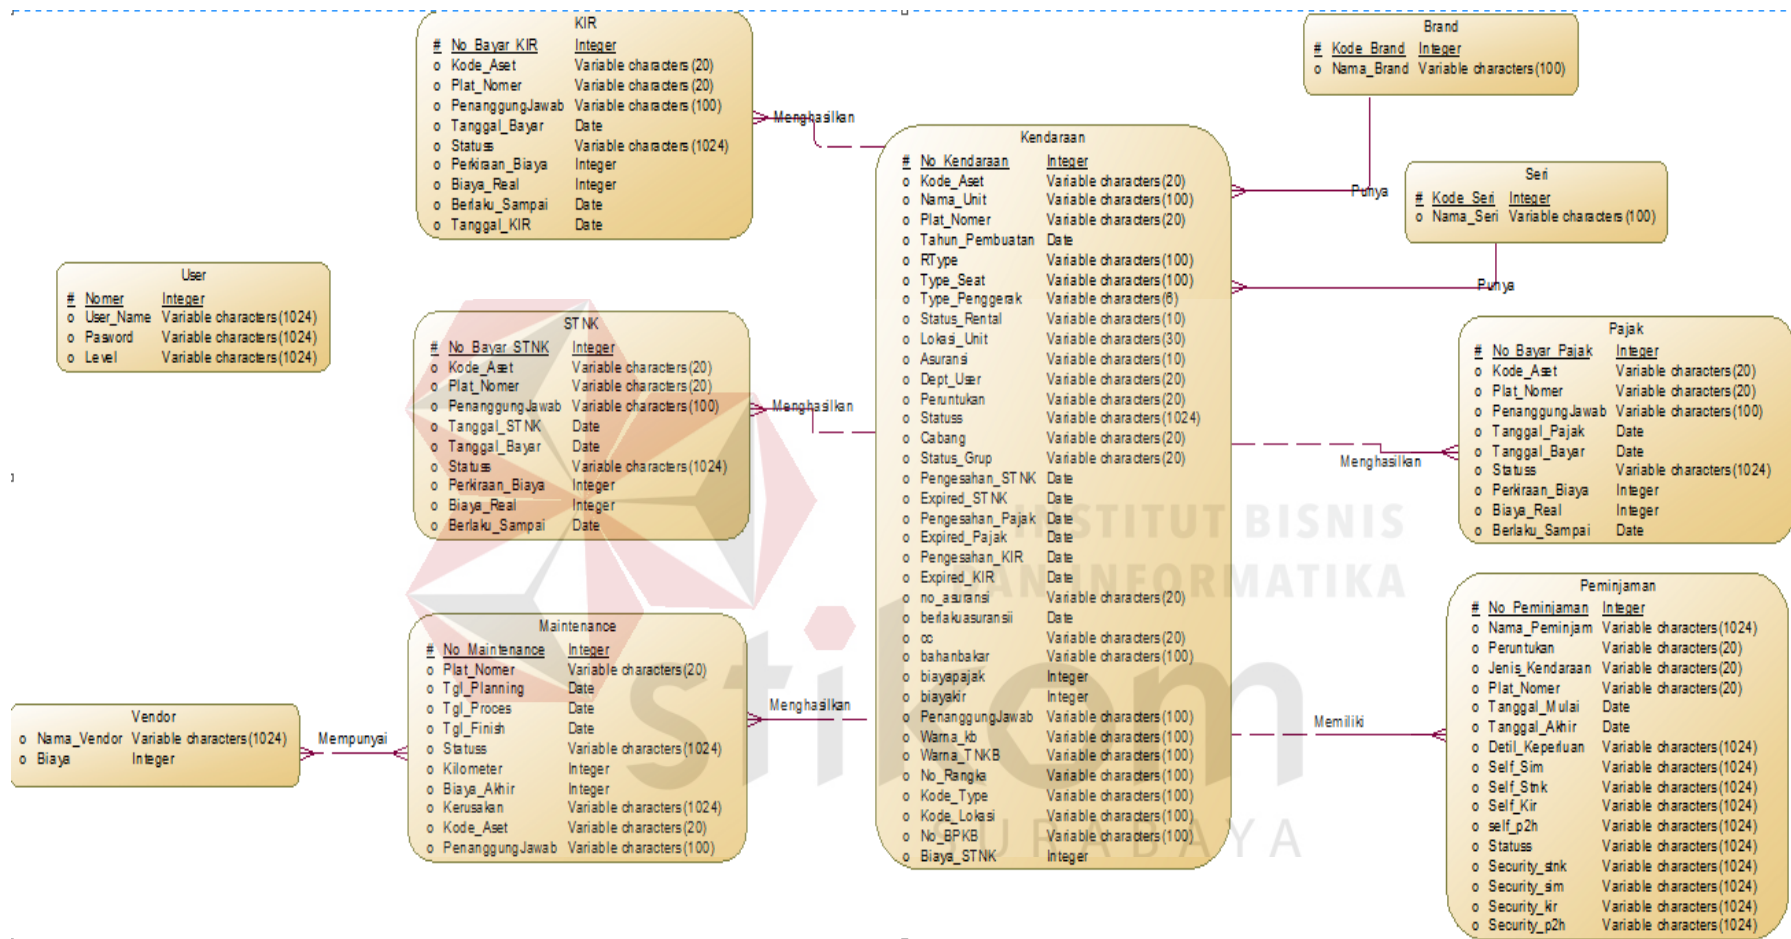 KIR
# No_Bayar_KIR Integer
o Kode_Aset Variable characters (20)
o Plat_Nomer Variable characters (20)
o PenanggungJawab Variable characters (100)
o Tanggal_Bayar Date
o Statuss Variable characters (1024)
o Perkiraan_Biaya Integer
o Biaya_Real Integer
o Berlaku_Sampai Date
o Tanggal_KIR Date
Menghasilkan
Brand
# Kode_Brand Integer
o Nama_Brand Variable characters (100)
Punya
Seri
# Kode_Seri Integer
o Nama_Seri Variable characters (100)
Punya
User
# Nomer Integer
o User_Name Variable characters (1024)
o Pasword Variable characters (1024)
o Level Variable characters (1024)
STNK
# No_Bayar_STNK Integer
o Kode_Aset Variable characters (20)
o Plat_Nomer Variable characters (20)
o PenanggungJawab Variable characters (100)
o Tanggal_STNK Date
o Tanggal_Bayar Date
o Statuss Variable characters (1024)
o Perkiraan_Biaya Integer
o Biaya_Real Integer
o Berlaku_Sampai Date
Menghasilkan
Kendaraan
# No_Kendaraan Integer
o Kode_Aset Variable characters (20)
o Nama_Unit Variable characters (100)
o Plat_Nomer Variable characters (20)
o Tahun_Pembuatan Date
o RType Variable characters (100)
o Type_Seat Variable characters (100)
o Type_Penggerak Variable characters (6)
o Status_Rental Variable characters (10)
o Lokasi_Unit Variable characters (30)
o Asuransi Variable characters (10)
o Dept_User Variable characters (20)
o Peruntukan Variable characters (20)
o Statuss Variable characters (1024)
o Cabang Variable characters (20)
o Status_Grup Variable characters (20)
o Pengesahan_STNK Date
o Expired_STNK Date
o Pengesahan_Pajak Date
o Expired_Pajak Date
o Pengesahan_KIR Date
o Expired_KIR Date
o no_asuransi Variable characters (20)
o berlakuasuransii Date
o cc Variable characters (20)
o bahanbakar Variable characters (100)
o biayapajak Integer
o biayakir Integer
o PenanggungJawab Variable characters (100)
o Warna_kb Variable characters (100)
o Warna_TNKB Variable characters (100)
o No_Rangka Variable characters (100)
o Kode_Type Variable characters (100)
o Kode_Lokasi Variable characters (100)
o No_BPKB Variable characters (100)
o Biaya_STNK Integer
Pajak
# No_Bayar_Pajak Integer
o Kode_Aset Variable characters (20)
o Plat_Nomer Variable characters (20)
o PenanggungJawab Variable characters (100)
o Tanggal_Pajak Date
o Tanggal_Bayar Date
o Statuss Variable characters (1024)
o Perkiraan_Biaya Integer
o Biaya_Real Integer
o Berlaku_Sampai Date
Menghasilkan
INSTITUT BISNIS
DAN INFORMATIKA
stikom
SURABAYA
Maintenance
# No_Maintenance Integer
o Plat_Nomer Variable characters (20)
o Tgl_Planning Date
o Tgl_Proces Date
o Tgl_Finish Date
o Statuss Variable characters (1024)
o Kilometer Integer
o Biaya_Akhir Integer
o Kerusakan Variable characters (1024)
o Kode_Aset Variable characters (20)
o PenanggungJawab Variable characters (100)
Menghasilkan
Vendor
o Nama_Vendor Variable characters (1024)
o Biaya Integer
Mempunyai
Peminjaman
# No_Peminjaman Integer
o Nama_Peminjam Variable characters (1024)
o Peruntukan Variable characters (20)
o Jenis_Kendaraan Variable characters (20)
o Plat_Nomer Variable characters (20)
o Tanggal_Mulai Date
o Tanggal_Akhir Date
o Detil_Keperluan Variable characters (1024)
o Self_Sim Variable characters (1024)
o Self_Stnk Variable characters (1024)
o Self_Kir Variable characters (1024)
o self_p2h Variable characters (1024)
o Statuss Variable characters (1024)
o Security_stnk Variable characters (1024)
o Security_sim Variable characters (1024)
o Security_kir Variable characters (1024)
o Security_p2h Variable characters (1024)
Memiliki